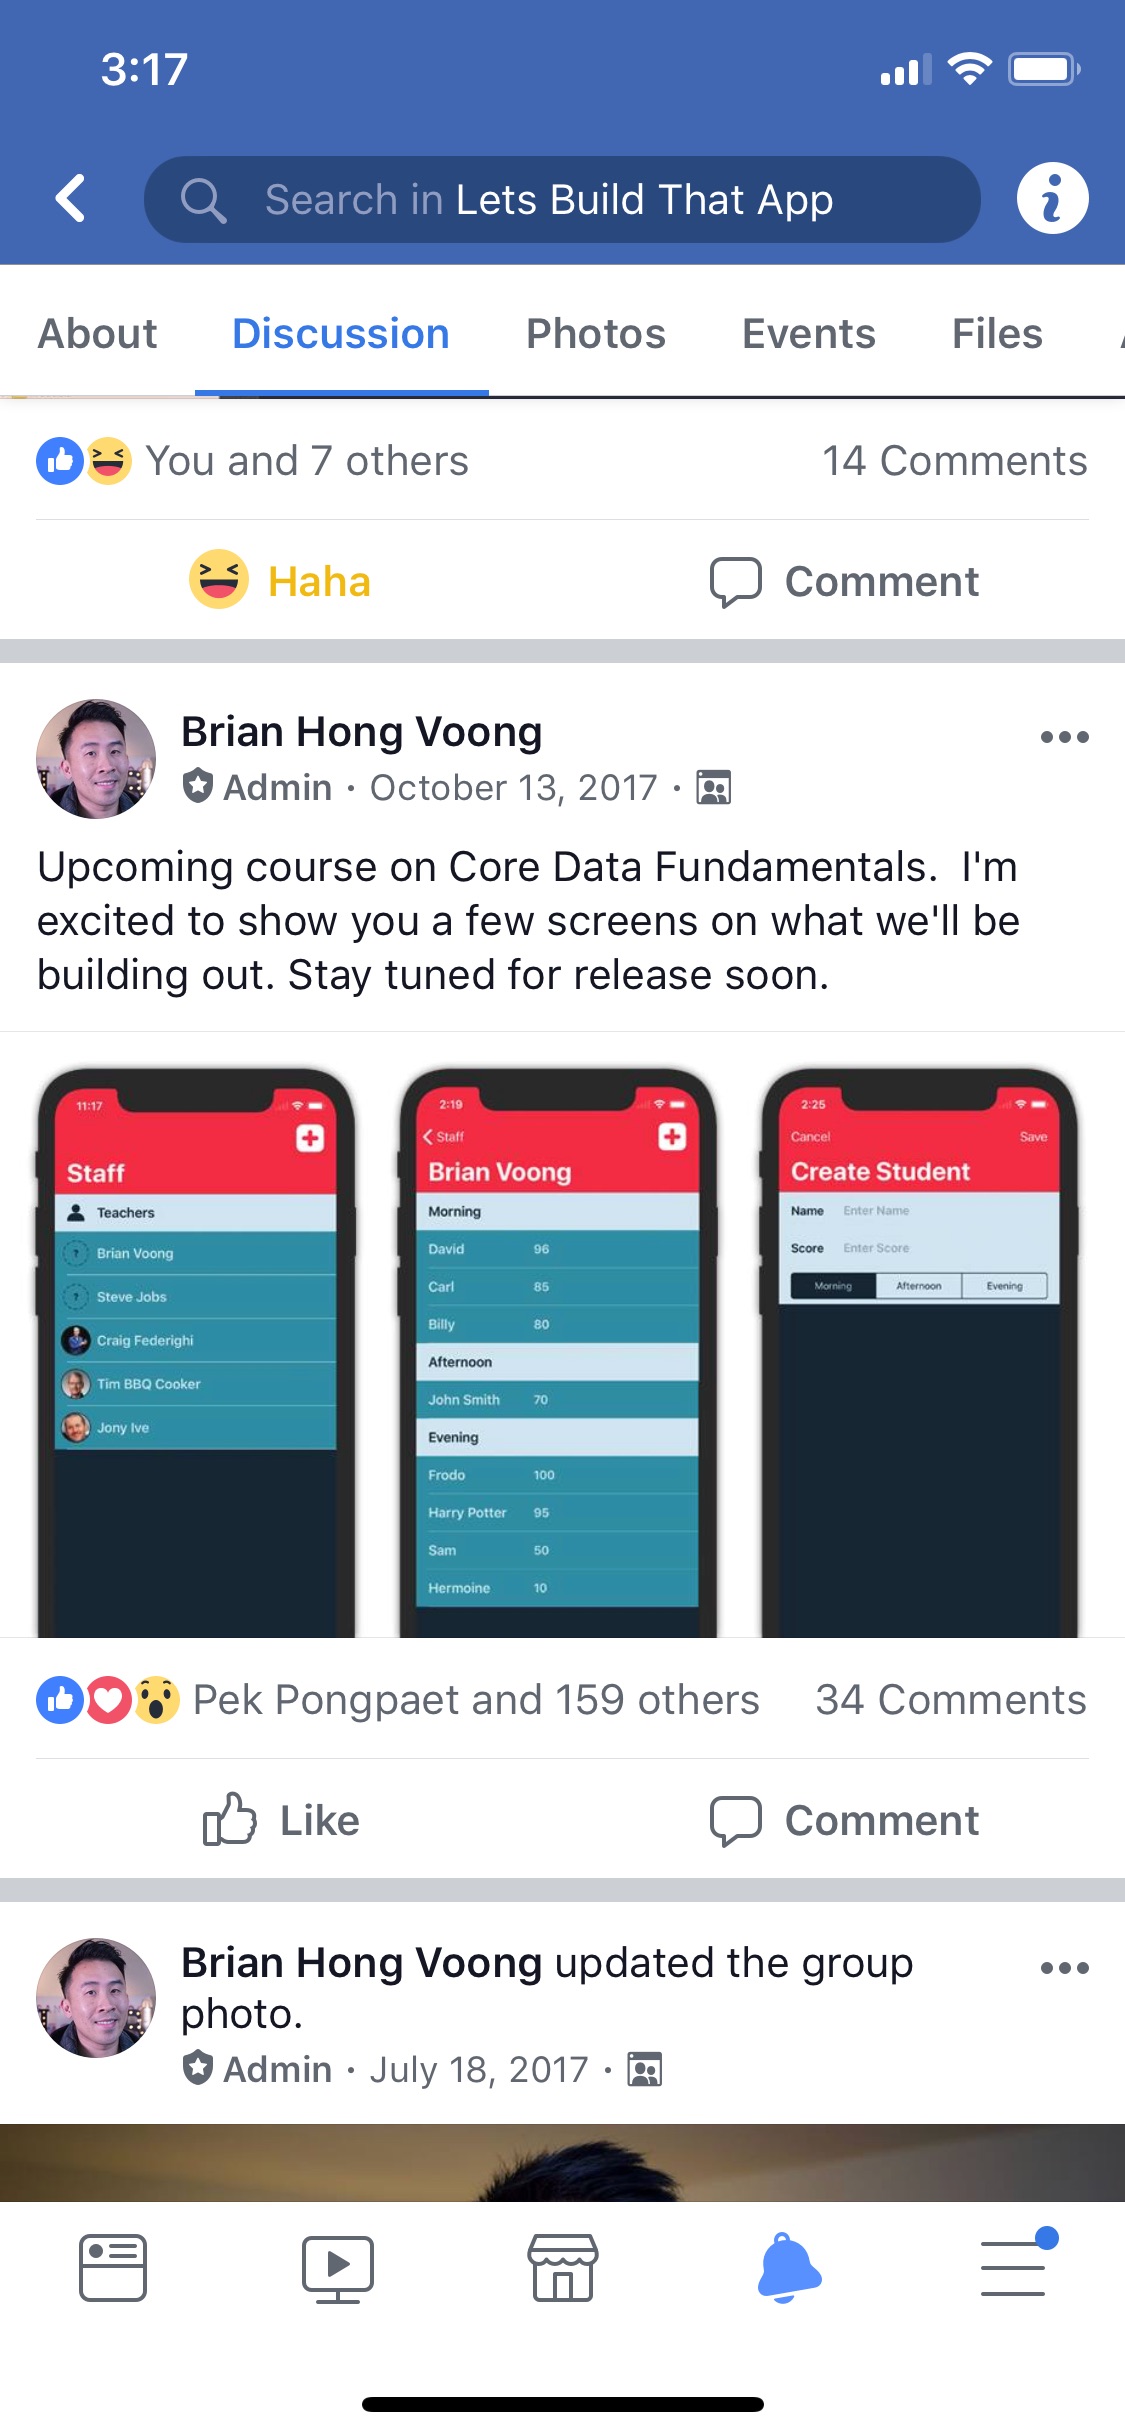 3:17
Search in Lets Build That App
About Discussion Photos Events Files
You and 7 others 14 Comments
Haha Comment
Brian Hong Voong
Admin · October 13, 2017 ·
Upcoming course on Core Data Fundamentals.  I'm
excited to show you a few screens on what we'll be
building out. Stay tuned for release soon.
11:17
Staff
Teachers
Brian Voong
Steve Jobs
Craig Federighi
Tim BBQ Cooker
Jony Ive
2:19
Staff
Brian Voong
Morning
David 96
Carl 85
Billy 80
Afternoon
John Smith 70
Evening
Frodo 100
Harry Potter 95
Sam 50
Hermoine 10
2:25
Cancel Save
Create Student
Name Enter Name
Score Enter Score
Morning Afternoon Evening
Pek Pongpaet and 159 others 34 Comments
Like Comment
Brian Hong Voong updated the group
photo.
Admin · July 18, 2017 ·